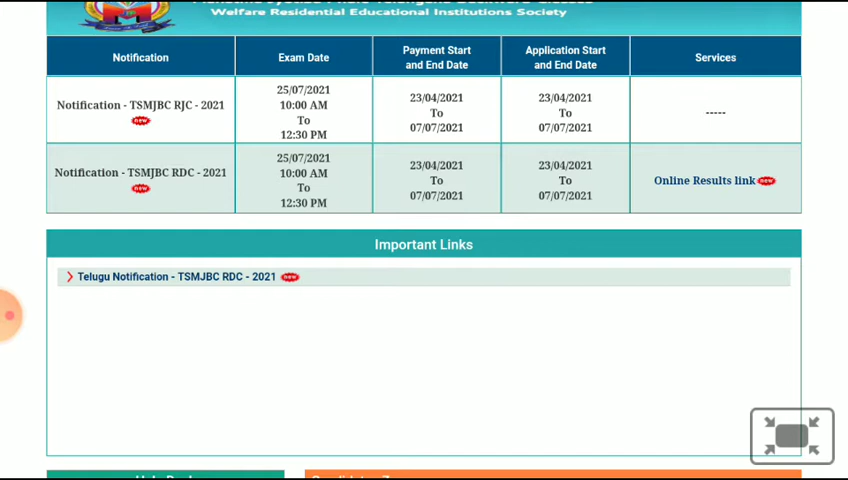 Welfare Residential Educational Institutions Society
Notification
Exam Date
Payment Start
and End Date
Application Start
and End Date
Services
Notification - TSMJBC RJC - 2021
new
25/07/2021
10:00 AM
To
12:30 PM
23/04/2021
To
07/07/2021
23/04/2021
To
07/07/2021
-----
Notification - TSMJBC RDC - 2021
new
25/07/2021
10:00 AM
To
12:30 PM
23/04/2021
To
07/07/2021
23/04/2021
To
07/07/2021
Online Results link new
Important Links
Telugu Notification - TSMJBC RDC - 2021 new